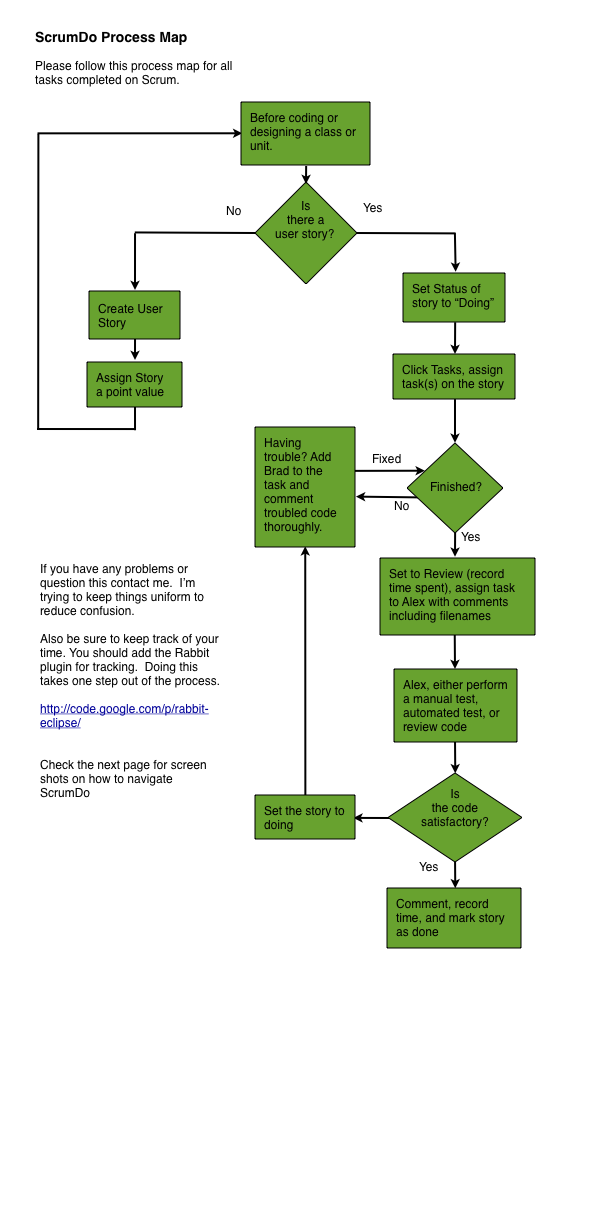 ScrumDo Process Map
Please follow this process map for all
tasks completed on Scrum.
Before coding or
designing a class or
unit.
Is
there a
user story?
No
Yes
Create User
Story
Assign Story
a point value
Set Status of
story to “Doing”
Click Tasks, assign
task(s) on the story
Having
trouble? Add
Brad to the
task and
comment
troubled code
thoroughly.
Fixed
Finished?
No
Yes
Set to Review (record
time spent), assign task
to Alex with comments
including filenames
Alex, either perform
a manual test,
automated test, or
review code
Is
the code
satisfactory?
Set the story to
doing
Yes
Comment, record
time, and mark story
as done
If you have any problems or
question this contact me.  I’m
trying to keep things uniform to
reduce confusion.
Also be sure to keep track of your
time. You should add the Rabbit
plugin for tracking.  Doing this
takes one step out of the process.
http://code.google.com/p/rabbit-
eclipse/
Check the next page for screen
shots on how to navigate
ScrumDo